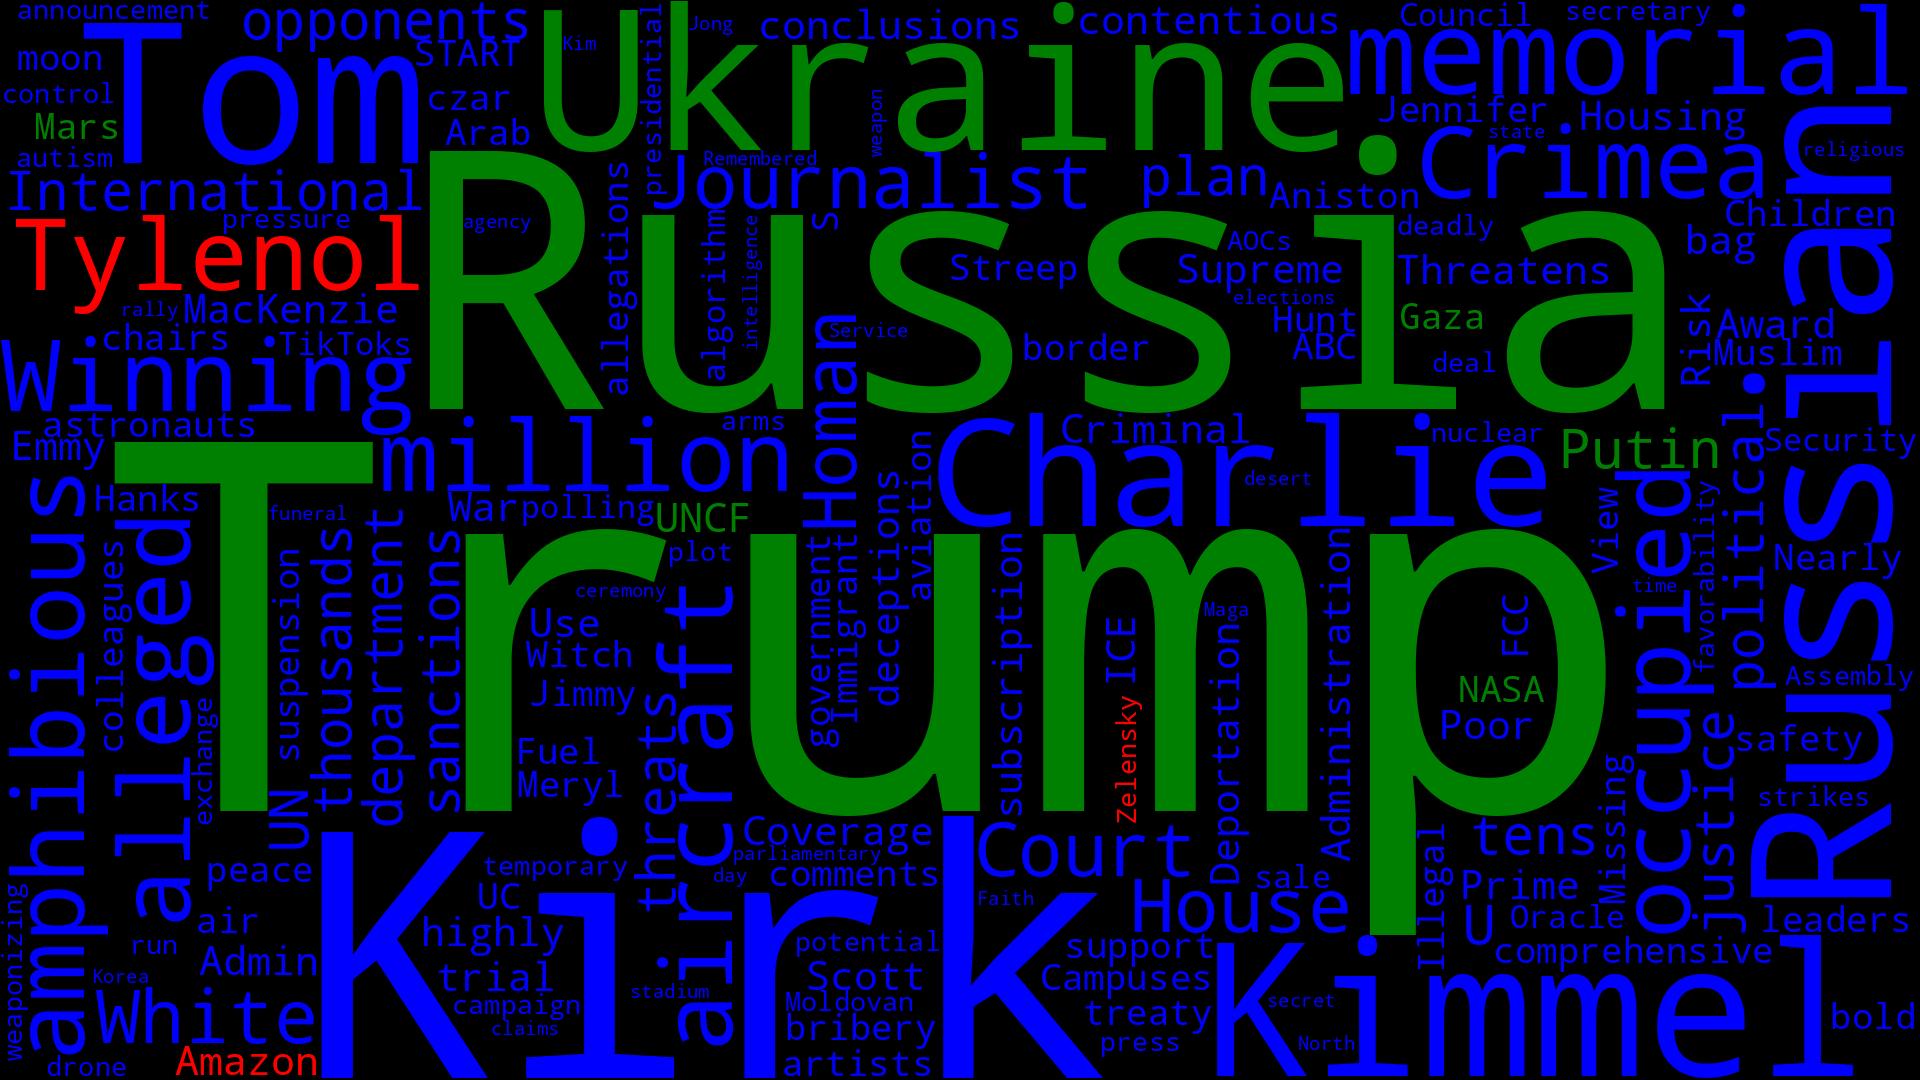 announcement
opponents
Ukraine
Kim
Jong
conclusions
contentious
Council
secretary
memorial
Tom
START
moon
control
czar
Mars
Arab
autism
presidential
weapon
Jennifer
Housing
state
religious
International
Remembered
Journalist
plan
Aniston
Crimea
Children
Tylenol
pressure
Russia
agency
allegations
algorithm
intelligence
S
AOCs
deadly
bag
Streep
Supreme
Threatens
rally
MacKenzie
elections
Hunt
Gaza
Risk
Award
chairs
TikToks
Service
border
ABC
deal
Muslim
Winning
Homan
astronauts
arms
Charlie
Criminal
nuclear
Putin
Security
Emmy
million
desert
Russian
Hanks
funeral
War
polling
UNCF
aviation
deceptions
View
favorability
political
amphibious
alleged
colleagues
Trump
suspension
thousands
department
sanctions
plot
ceremony
government
Immigrant
subscription
Nearly
time
occupied
Use
Witch
Jimmy
Maga
ICE
Deportation
Administration
FCC
NASA
Poor
Assembly
exchange
UN
Fuel
Meryl
threats
aircraft
Zelensky
justice
safety
strikes
Missing
Coverage
parliamentary
Court
tens
peace
temporary
day
comments
sale
Illegal
Prime
UC
Faith
House
U
Oracle
leaders
weaponizing
air
highly
run
potential
support
comprehensive
Admin
Kirk
trial
Scott
Campuses
Kimmel
Korea
stadium
White
campaign
Moldovan
treaty
secret
bold
claims
bribery
press
North
drone
Amazon
artists